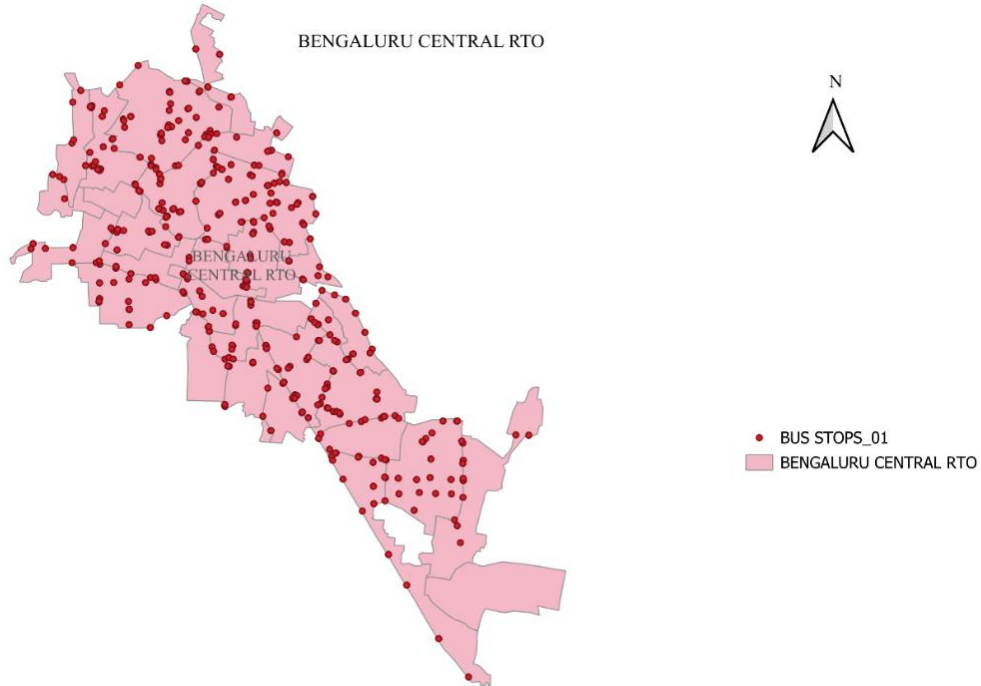 BENGALURU CENTRAL RTO
N
BENGALURU
CENTRAL RTO
BUS STOPS_01
BENGALURU CENTRAL RTO